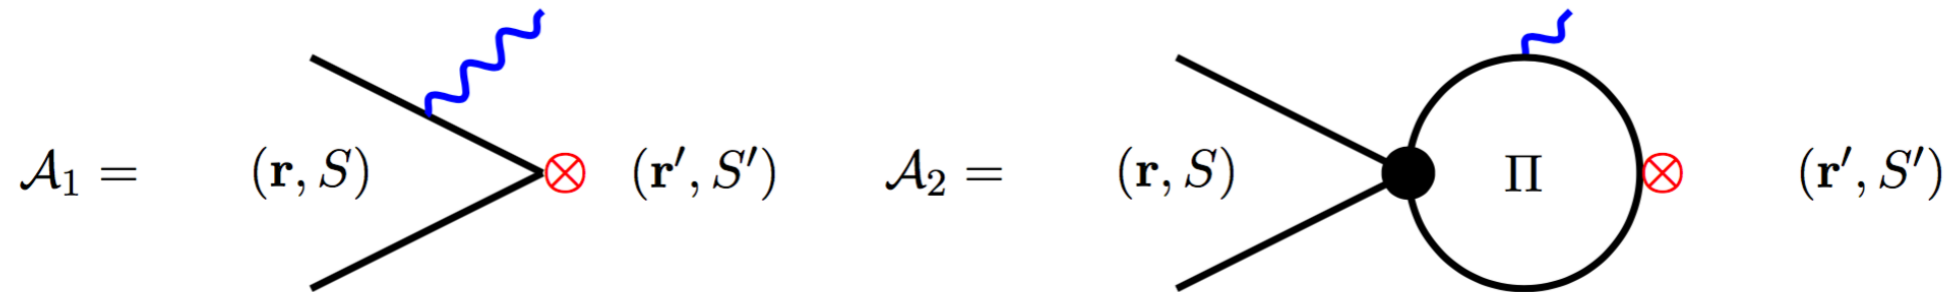 𝒜₁ = (𝐫, S) (𝐫′, S′) 𝒜₂ = (𝐫, S) Π (𝐫′, S′)